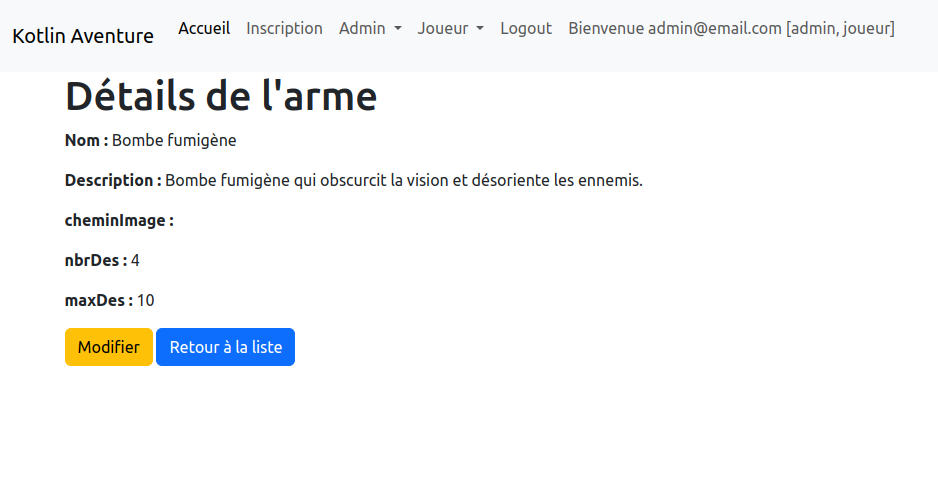 Kotlin Aventure Accueil Inscription Admin Joueur Logout Bienvenue admin@email.com [admin, joueur]
Détails de l'arme
Nom : Bombe fumigène
Description : Bombe fumigène qui obscurcit la vision et désoriente les ennemis.
cheminImage :
nbrDes : 4
maxDes : 10
Modifier Retour à la liste